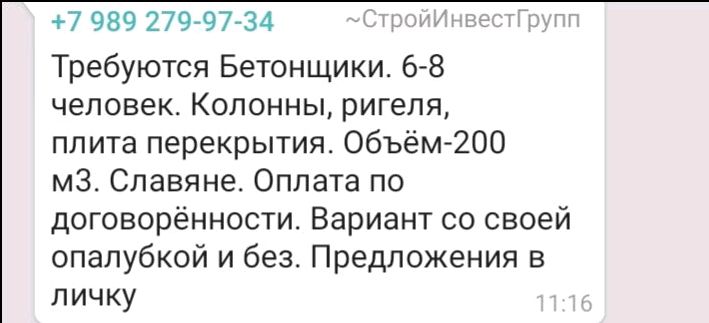 +7 989 279-97-34 ~СтройИнвестГрупп
Требуются Бетонщики. 6-8
человек. Колонны, ригеля,
плита перекрытия. Объём-200
м3. Славяне. Оплата по
договорённости. Вариант со своей
опалубкой и без. Предложения в
личку 11:16